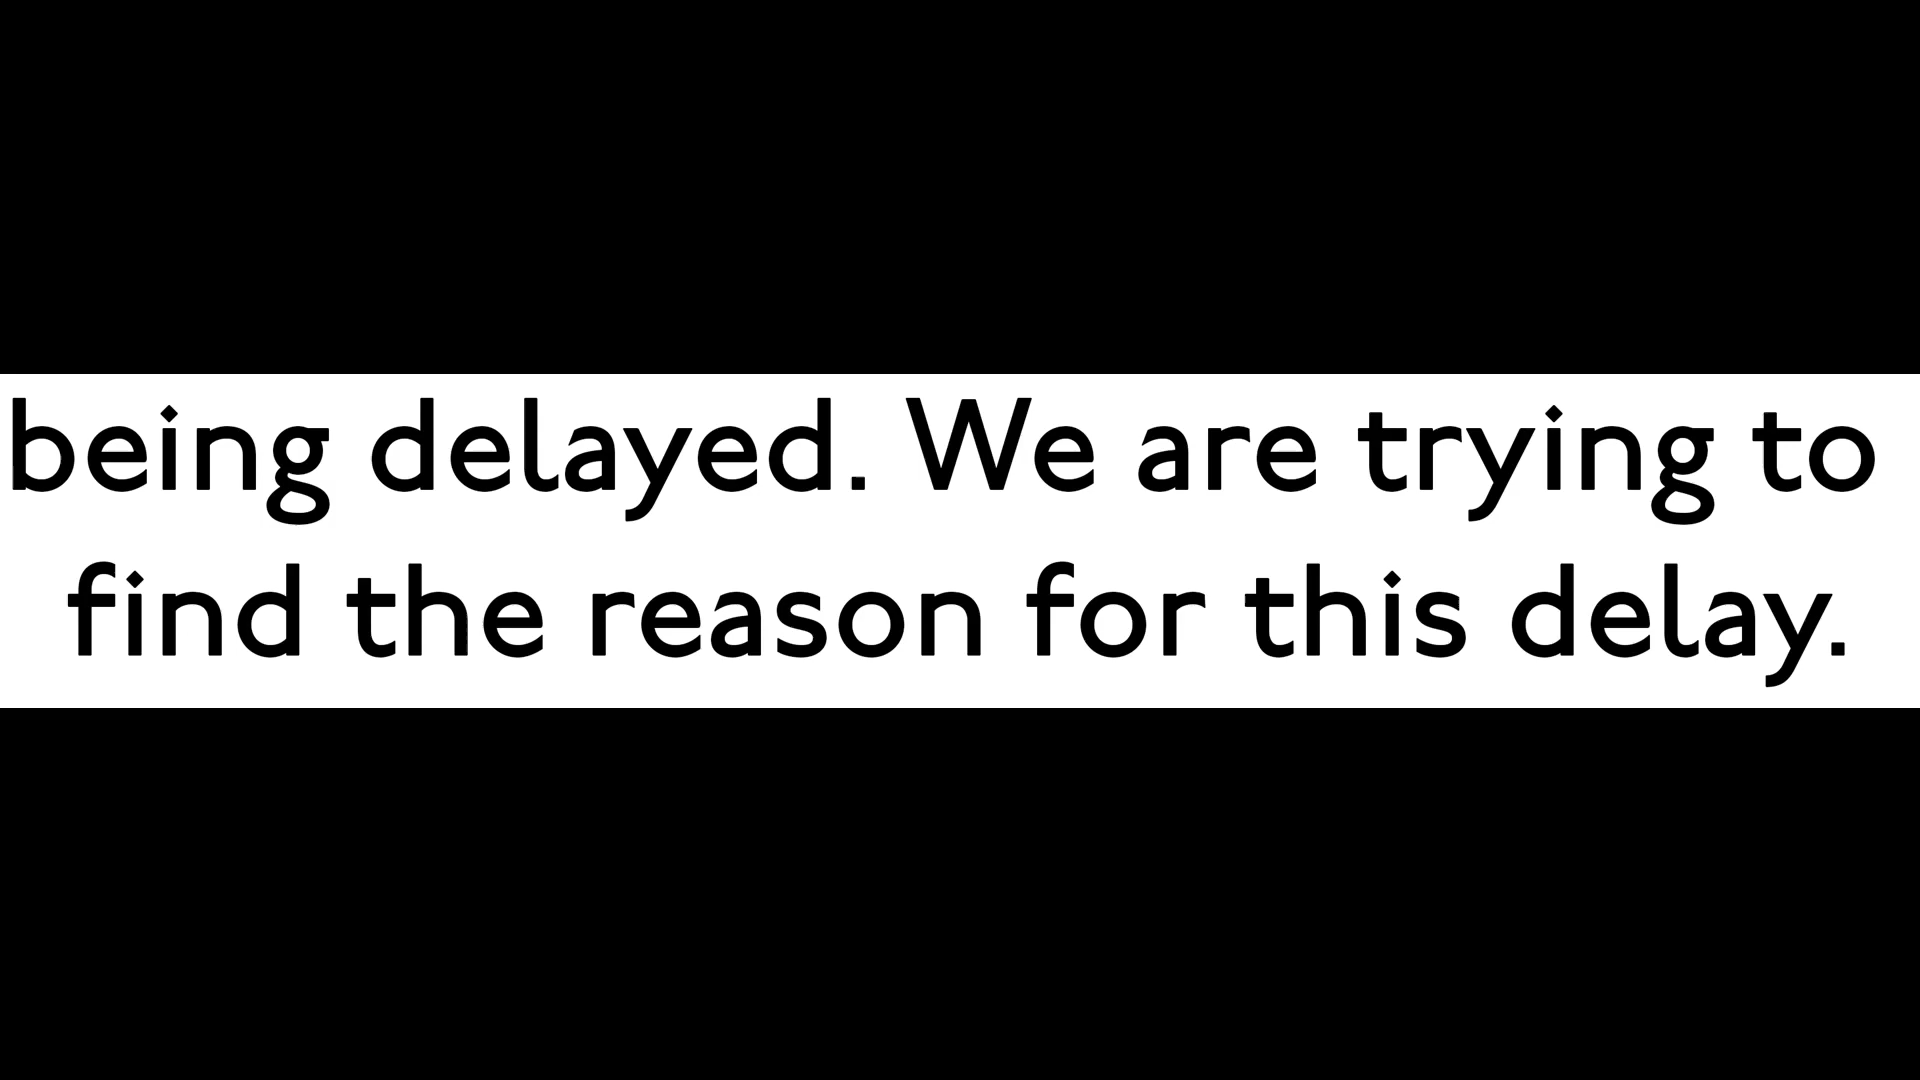 being delayed. We are trying to
find the reason for this delay.